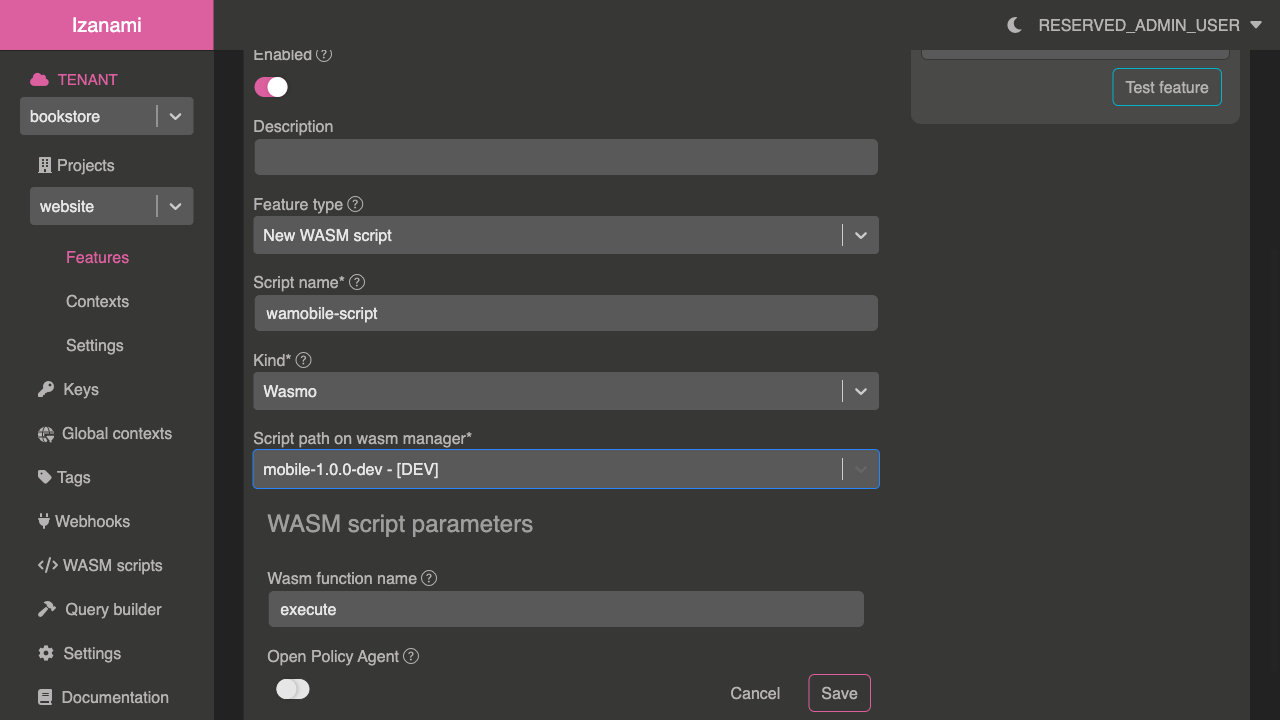 Izanami
RESERVED_ADMIN_USER
TENANT
bookstore
Projects
website
Features
Contexts
Settings
Keys
Global contexts
Tags
Webhooks
WASM scripts
Query builder
Settings
Documentation
Enabled
Description
Feature type
New WASM script
Script name*
wamobile-script
Kind*
Wasmo
Script path on wasm manager*
mobile-1.0.0-dev - [DEV]
WASM script parameters
Wasm function name
execute
Open Policy Agent
Cancel
Save
Test feature